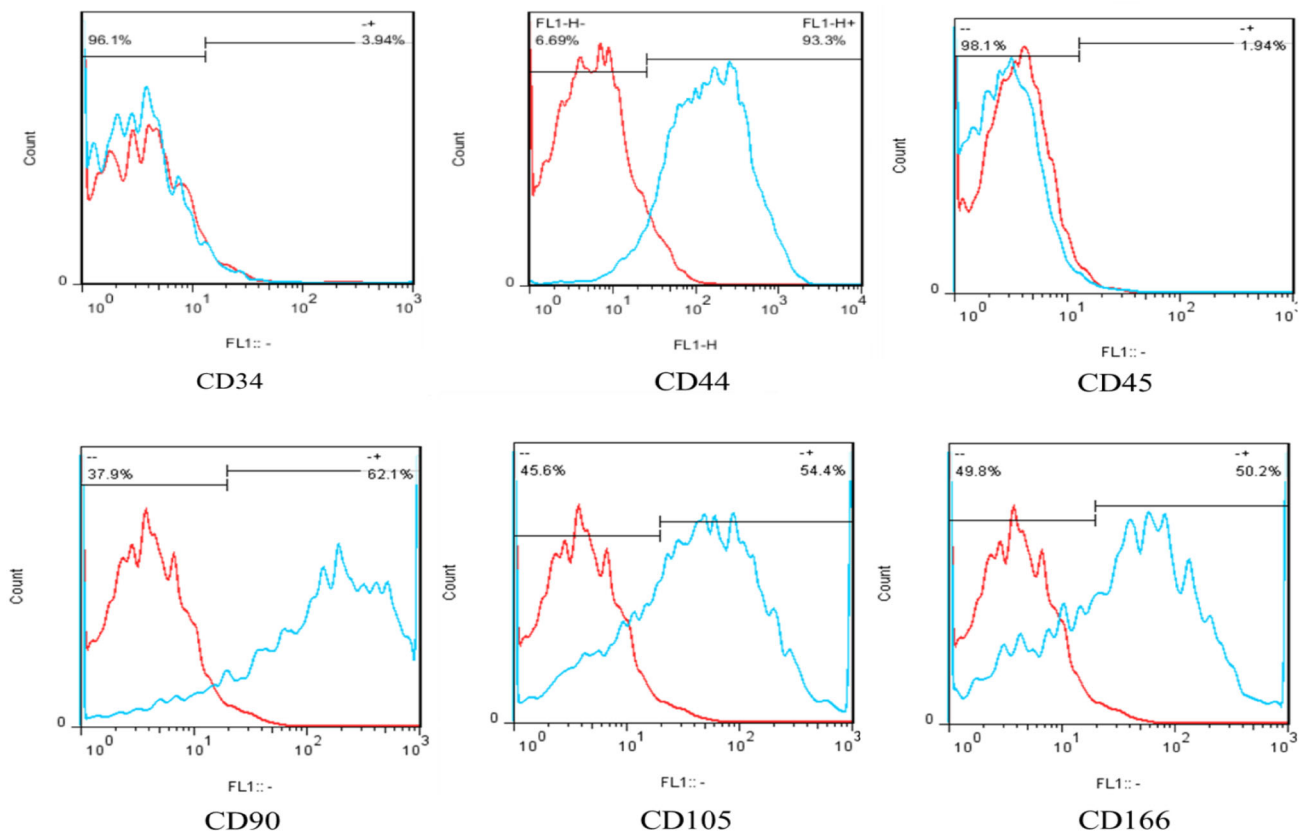 96.1%
-+
3.94%
Count
0
10^0 10^1 10^2 10^3
FL1:: -
CD34
FL1-H-
6.69%
FL1-H+
93.3%
Count
0
10^0 10^1 10^2 10^3 10^4
FL1-H
CD44
--
98.1%
-+
1.94%
Count
0
10^0 10^1 10^2
FL1:: -
CD45
--
37.9%
-+
62.1%
Count
0
10^0 10^1 10^2 10^3
FL1:: -
CD90
--
45.6%
-+
54.4%
Count
0
10^0 10^1 10^2 10^3
FL1:: -
CD105
--
49.8%
-+
50.2%
Count
0
10^0 10^1 10^2 10^3
FL1:: -
CD166